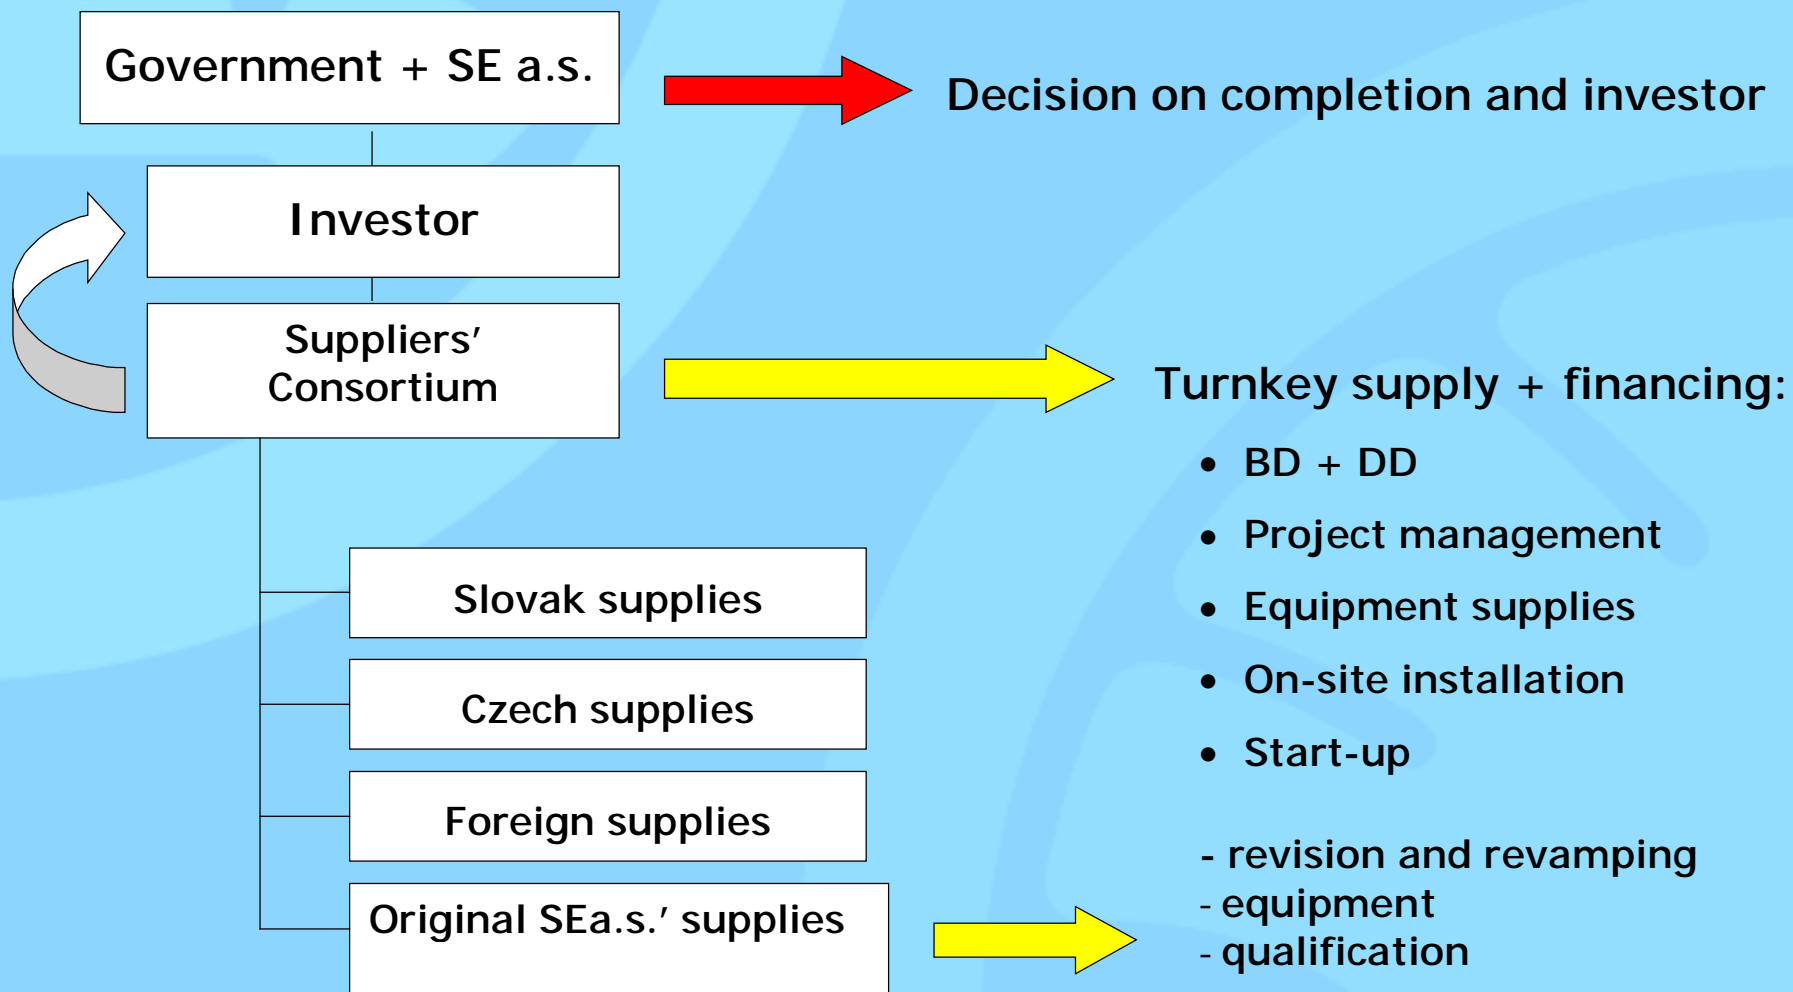 Government + SE a.s.
Decision on completion and investor
Investor
Suppliers’
Consortium
Turnkey supply + financing:
• BD + DD
• Project management
• Equipment supplies
• On-site installation
• Start-up
Slovak supplies
Czech supplies
Foreign supplies
Original SEa.s.’ supplies
- revision and revamping
- equipment
- qualification